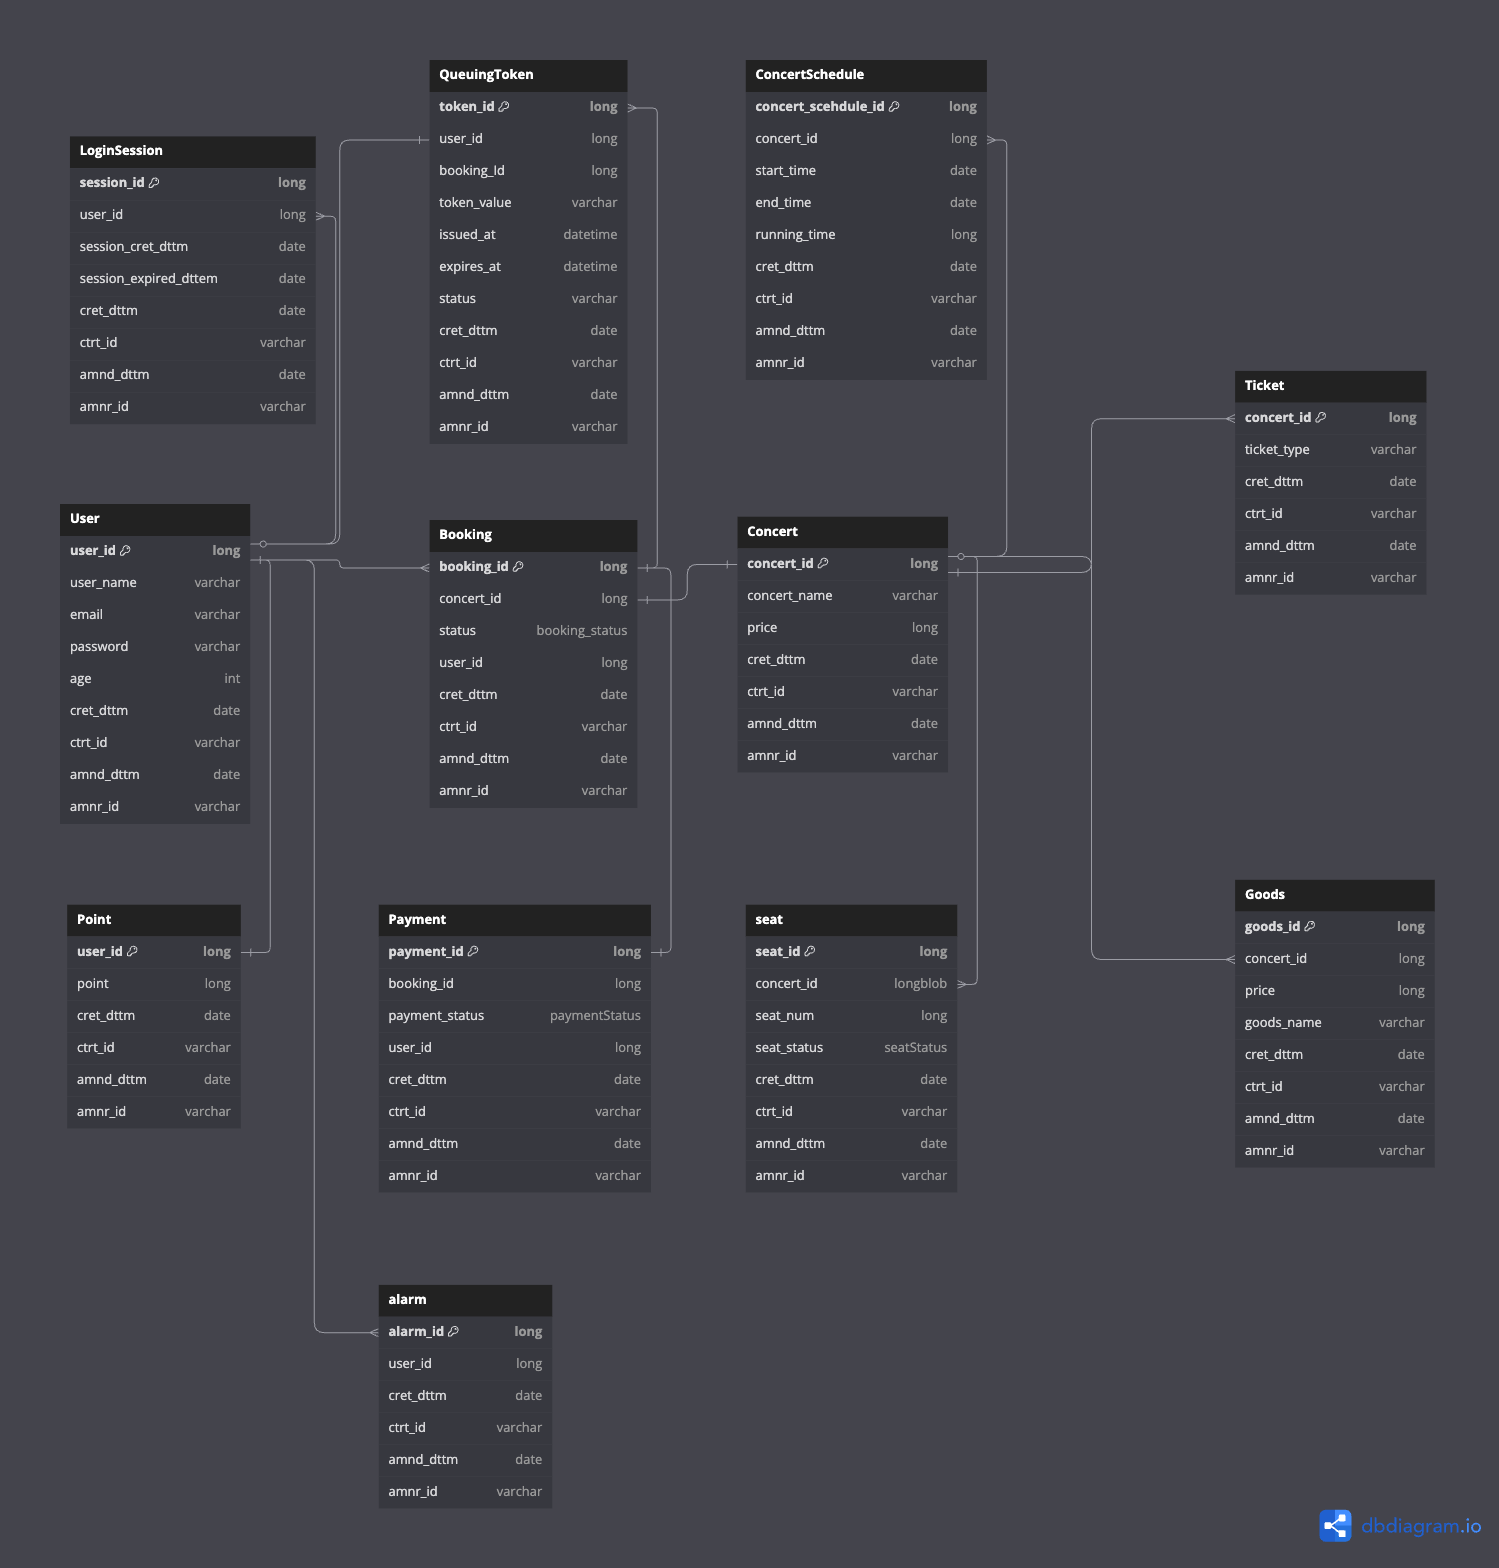 QueuingToken
token_id long
user_id long
booking_Id long
token_value varchar
issued_at datetime
expires_at datetime
status varchar
cret_dttm date
ctrt_id varchar
amnd_dttm date
amnr_id varchar
ConcertSchedule
concert_scehdule_id long
concert_id long
start_time date
end_time date
running_time long
cret_dttm date
ctrt_id varchar
amnd_dttm date
amnr_id varchar
LoginSession
session_id long
user_id long
session_cret_dttm date
session_expired_dttem date
cret_dttm date
ctrt_id varchar
amnd_dttm date
amnr_id varchar
Ticket
concert_id long
ticket_type varchar
cret_dttm date
ctrt_id varchar
amnd_dttm date
amnr_id varchar
User
user_id long
user_name varchar
email varchar
password varchar
age int
cret_dttm date
ctrt_id varchar
amnd_dttm date
amnr_id varchar
Booking
booking_id long
concert_id long
status booking_status
user_id long
cret_dttm date
ctrt_id varchar
amnd_dttm date
amnr_id varchar
Concert
concert_id long
concert_name varchar
price long
cret_dttm date
ctrt_id varchar
amnd_dttm date
amnr_id varchar
Point
user_id long
point long
cret_dttm date
ctrt_id varchar
amnd_dttm date
amnr_id varchar
Payment
payment_id long
booking_id long
payment_status paymentStatus
user_id long
cret_dttm date
ctrt_id varchar
amnd_dttm date
amnr_id varchar
seat
seat_id long
concert_id longblob
seat_num long
seat_status seatStatus
cret_dttm date
ctrt_id varchar
amnd_dttm date
amnr_id varchar
Goods
goods_id long
concert_id long
price long
goods_name varchar
cret_dttm date
ctrt_id varchar
amnd_dttm date
amnr_id varchar
alarm
alarm_id long
user_id long
cret_dttm date
ctrt_id varchar
amnd_dttm date
amnr_id varchar
dbdiagram.io